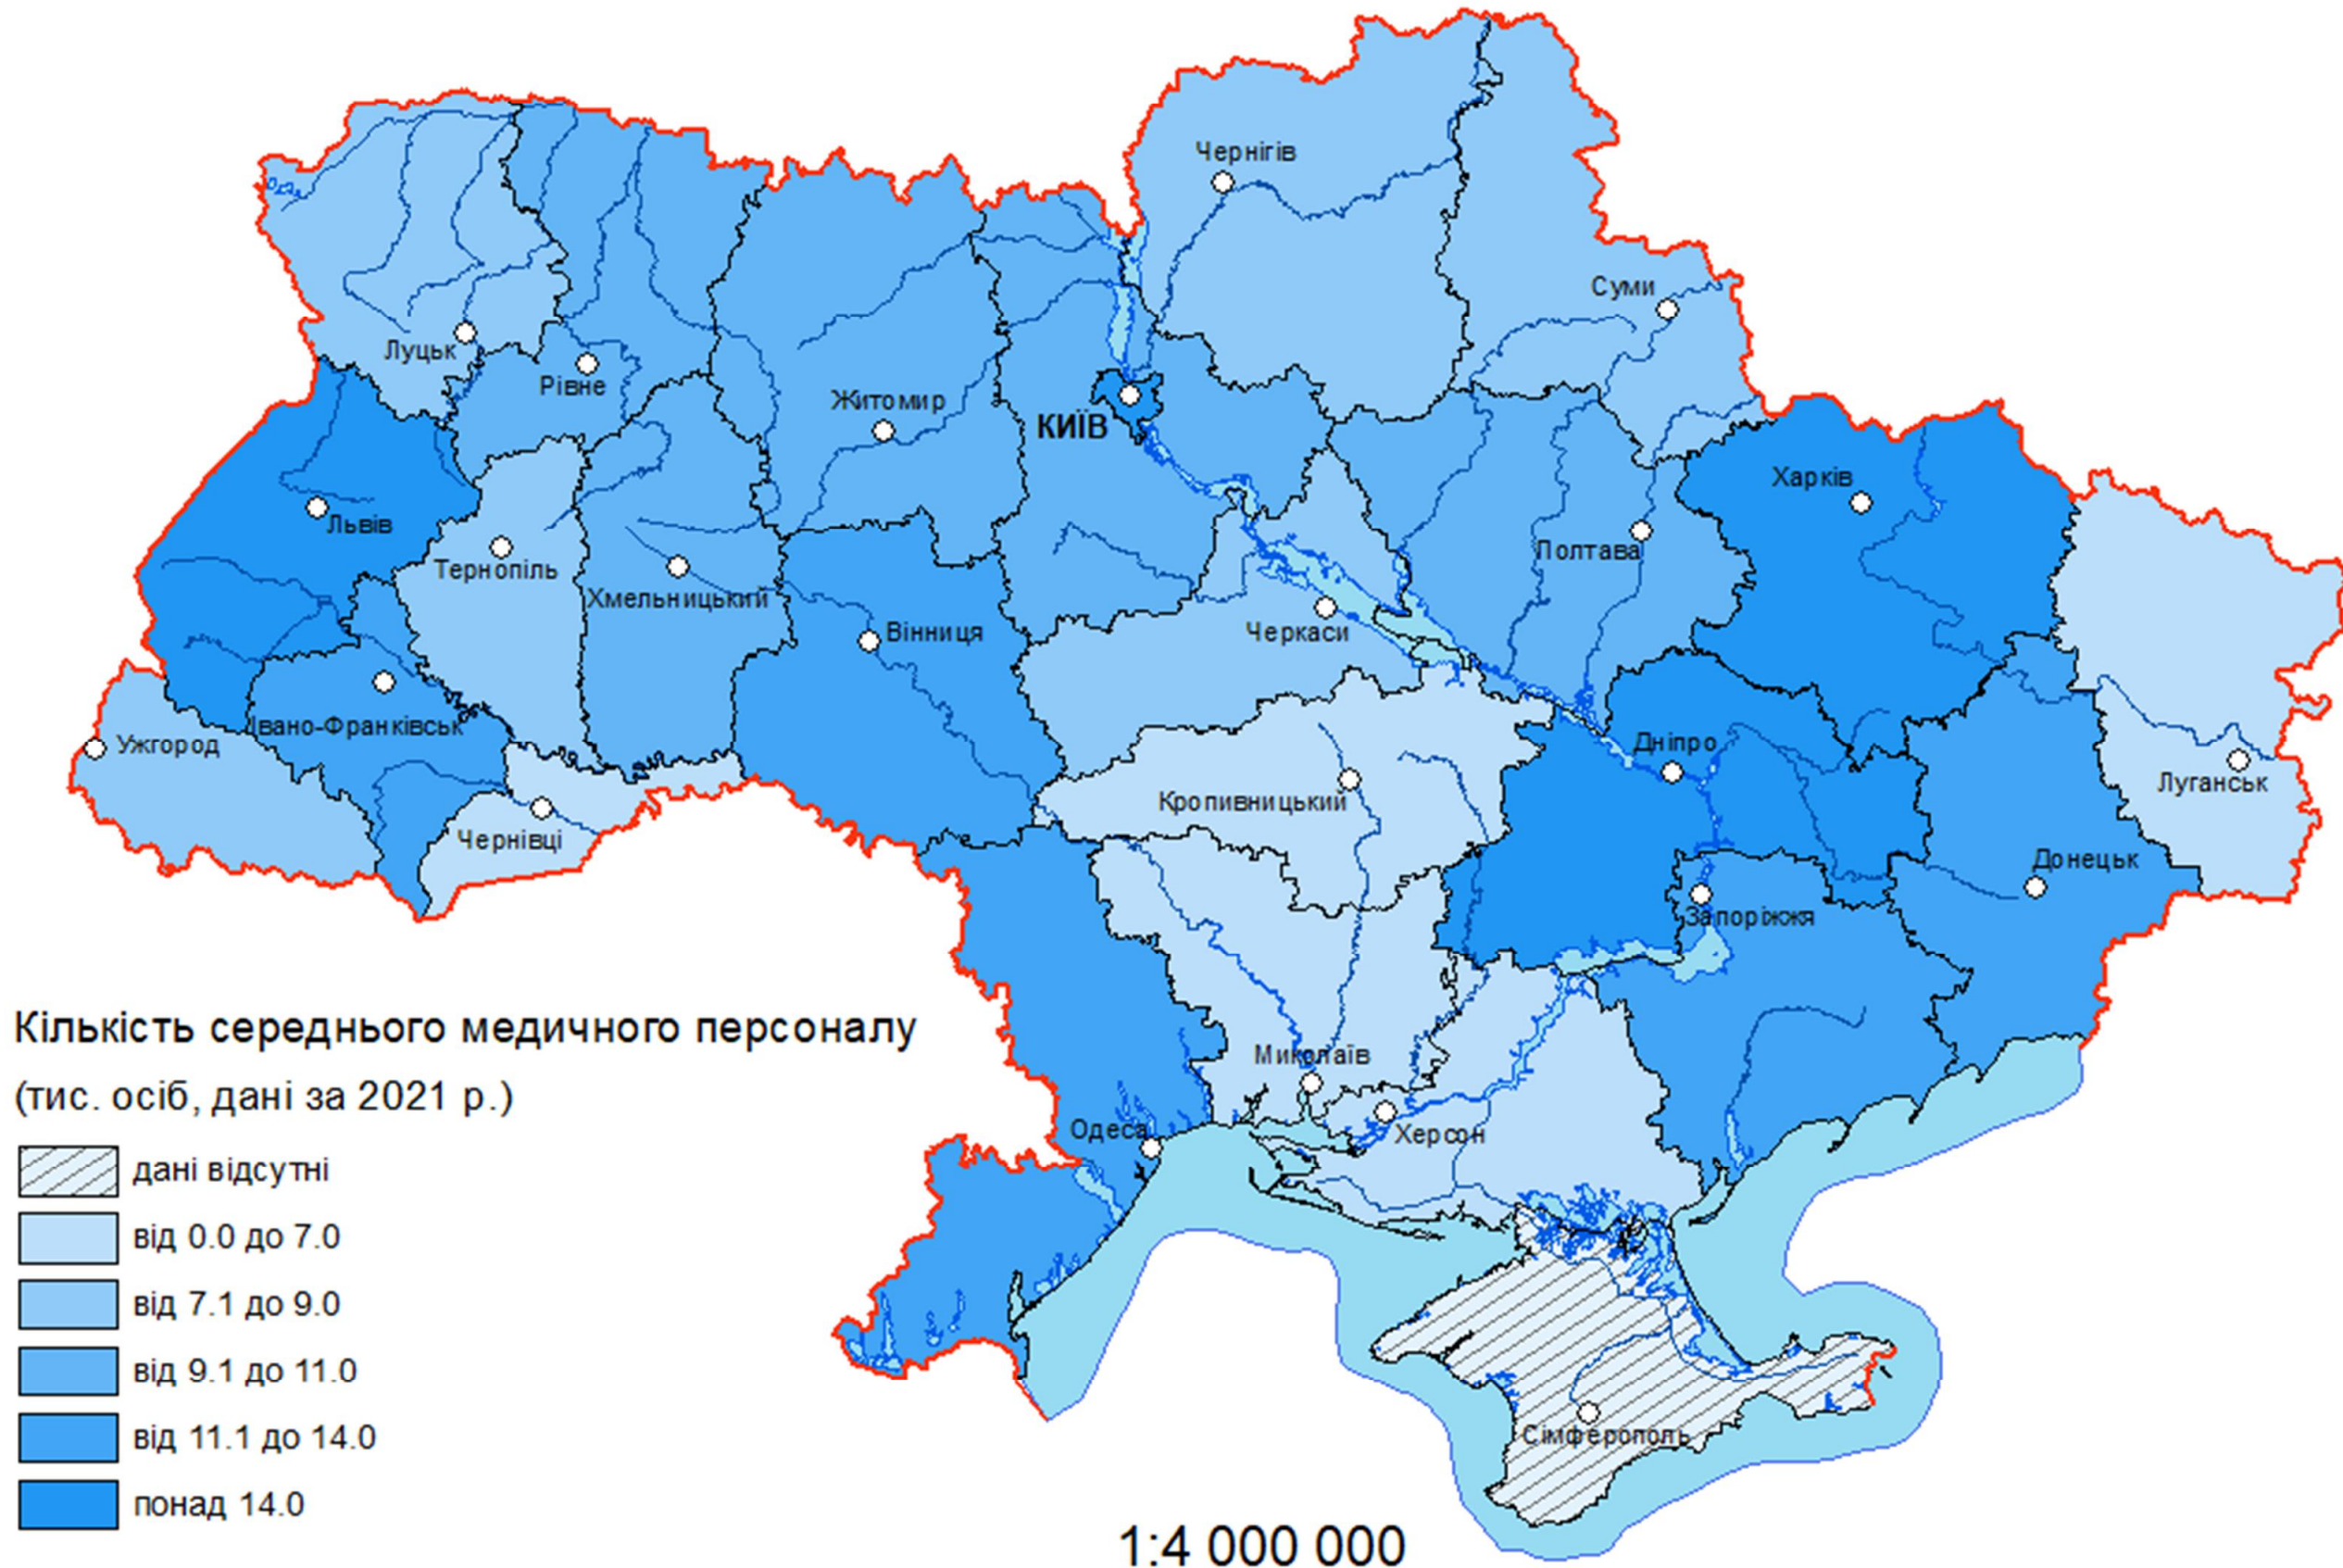 Чернігів
Суми
Луцьк
Рівне
Житомир
КИЇВ
Харків
Львів
Тернопіль
Хмельницький
Полтава
Вінниця
Черкаси
Івано-Франківськ
Ужгород
Дніпро
Луганськ
Кропивницький
Чернівці
Донецьк
Запоріжжя
Миколаїв
Одеса
Херсон
Сімферополь
Кількість середнього медичного персоналу
(тис. осіб, дані за 2021 р.)
дані відсутні
від 0.0 до 7.0
від 7.1 до 9.0
від 9.1 до 11.0
від 11.1 до 14.0
понад 14.0
1:4 000 000